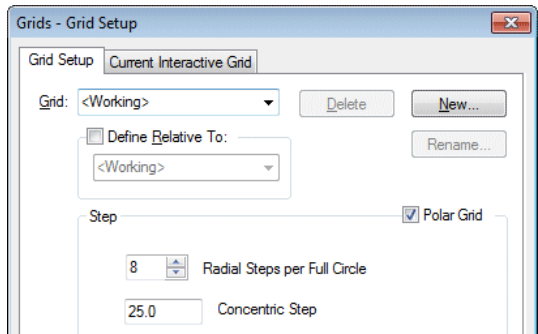 Grids - Grid Setup
Grid Setup Current Interactive Grid
Grid: <Working> Delete New...
Define Relative To: Rename...
<Working>
Step Polar Grid
8 Radial Steps per Full Circle
25.0 Concentric Step